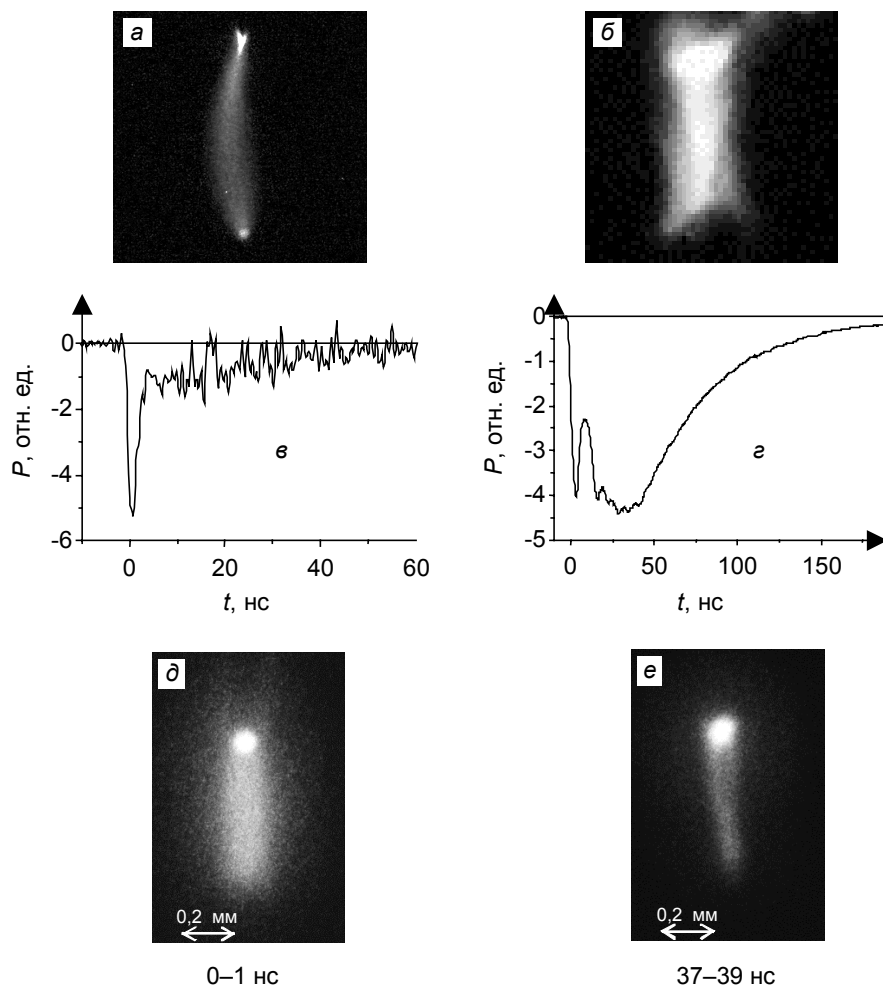 а
б
0
-2
-4
-6
P, отн. ед.
в
0
20
40
60
t, нс
0
-1
-2
-3
-4
-5
P, отн. ед.
г
0
50
100
150
t, нс
д
0,2 мм
0–1 нс
е
0,2 мм
37–39 нс